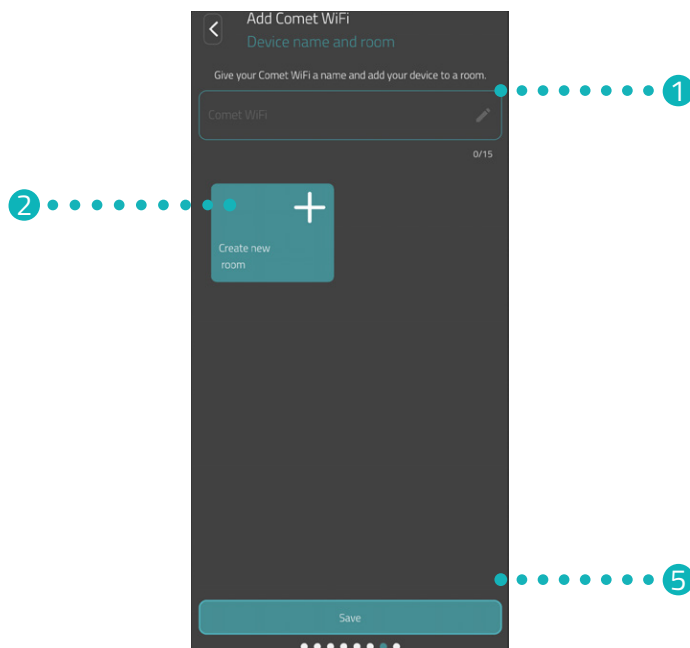 Add Comet WiFi
Device name and room
Give your Comet WiFi a name and add your device to a room.
1
Comet WiFi
0/15
2
Create new
room
5
Save